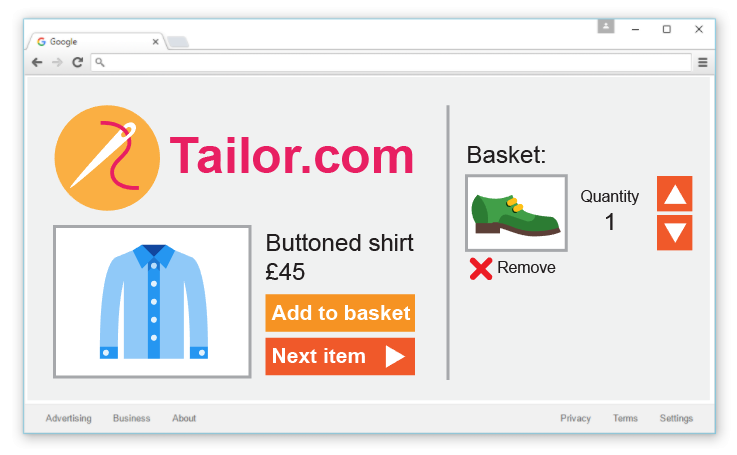 Google
Tailor.com
Buttoned shirt
£45
Add to basket
Next item
Basket:
Quantity
1
Remove
Advertising Business About
Privacy Terms Settings